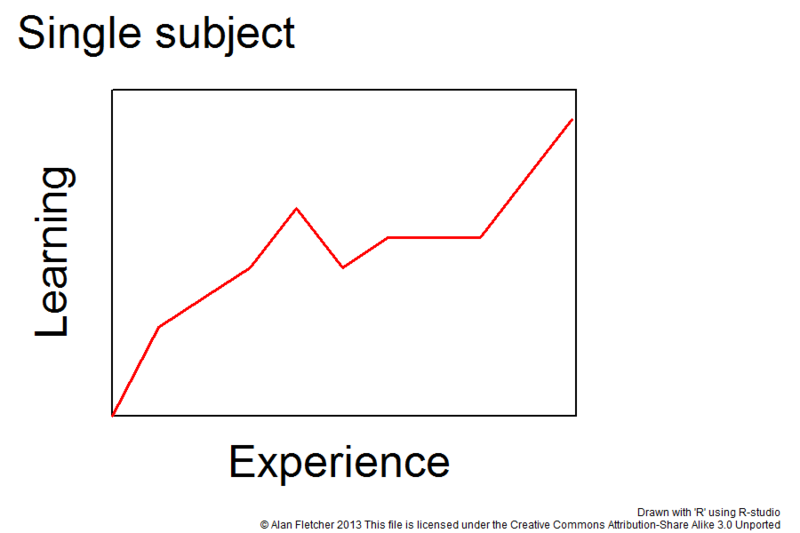 Single subject
Learning
Experience
Drawn with 'R' using R-studio
© Alan Fletcher 2013 This file is licensed under the Creative Commons Attribution-Share Alike 3.0 Unported